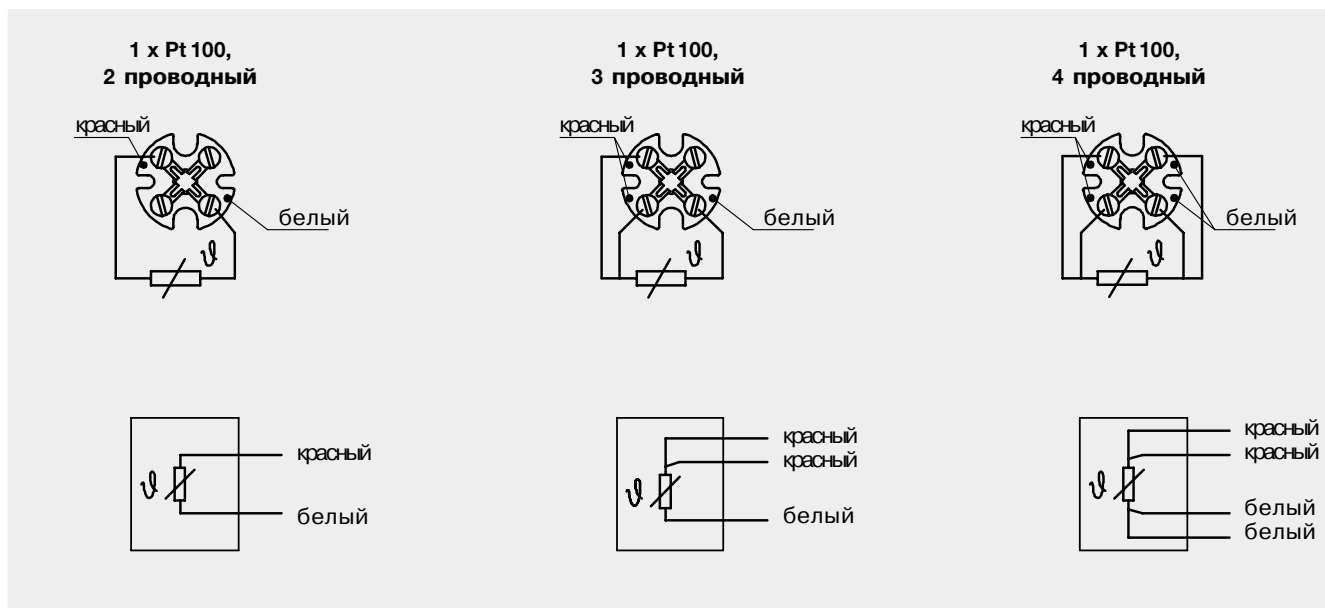 1 x Pt 100,
2 проводный
1 x Pt 100,
3 проводный
1 x Pt 100,
4 проводный
красный
белый
ϑ
красный
белый
ϑ
красный
белый
ϑ
ϑ
красный
белый
ϑ
красный
красный
белый
ϑ
красный
красный
белый
белый